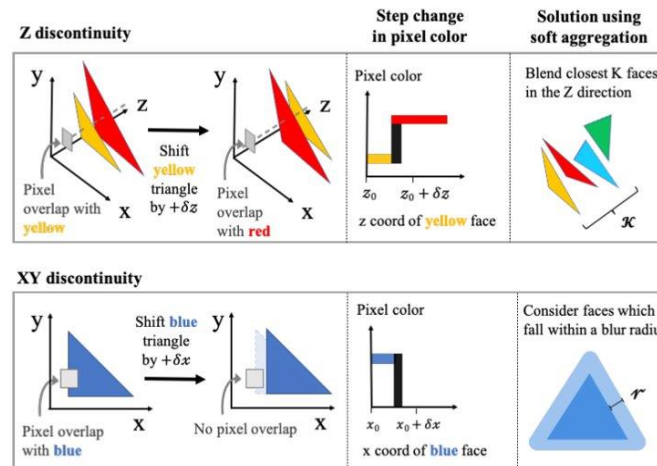 Z discontinuity
Step change
in pixel color
Solution using
soft aggregation
y
z
x
Pixel
overlap with
yellow
Shift
yellow
triangle
by +δz
y
z
x
Pixel
overlap
with red
Pixel color
z₀
z₀ + δz
z coord of yellow face
Blend closest K faces
in the Z direction
𝒦
XY discontinuity
y
x
Pixel overlap
with blue
Shift blue
triangle
by +δx
y
x
No pixel overlap
Pixel color
x₀
x₀ + δx
x coord of blue face
Consider faces which
fall within a blur radiu
r